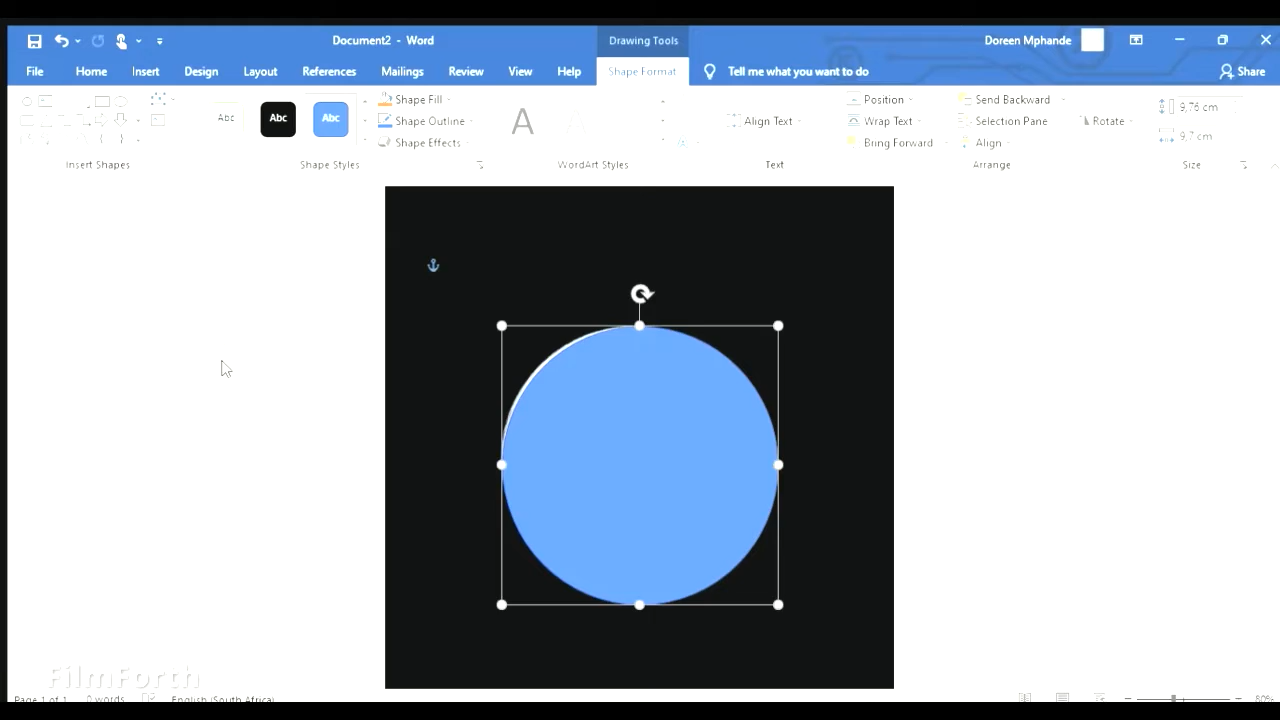 Document2 - Word
Drawing Tools
Doreen Mphande
File Home Insert Design Layout References Mailings Review View Help Shape Format Tell me what you want to do Share
Abc Abc Abc
Shape Fill
Shape Outline
Shape Effects
A A
Align Text
Position
Wrap Text
Bring Forward
Send Backward
Selection Pane
Align
Rotate
9,76 cm
9,7 cm
Insert Shapes Shape Styles WordArt Styles Text Arrange Size
FilmForth
Page 1 of 1 0 words English (South Africa) 80%